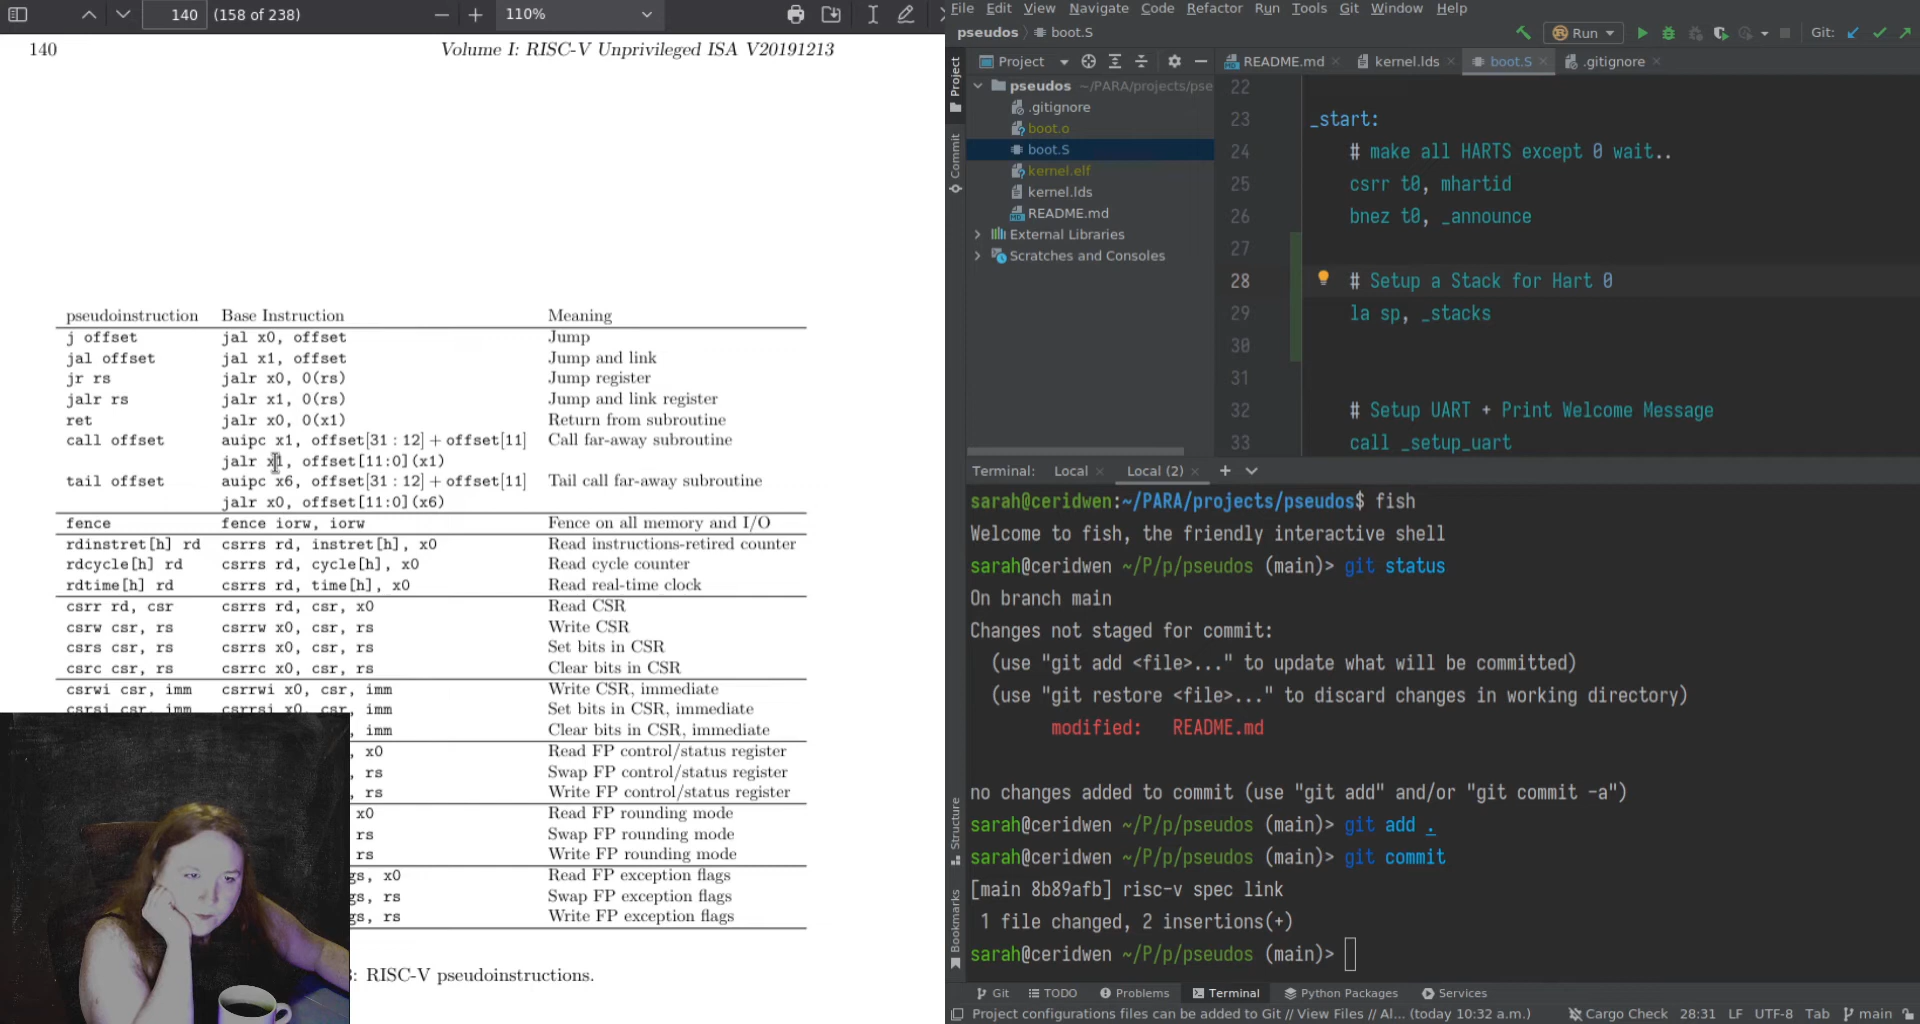 140 (158 of 238) 110%
140 Volume I: RISC-V Unprivileged ISA V20191213
pseudoinstruction Base Instruction Meaning
j offset jal x0, offset Jump
jal offset jal x1, offset Jump and link
jr rs jalr x0, 0(rs) Jump register
jalr rs jalr x1, 0(rs) Jump and link register
ret jalr x0, 0(x1) Return from subroutine
call offset auipc x1, offset[31 : 12] + offset[11] Call far-away subroutine
jalr x1, offset[11:0](x1)
tail offset auipc x6, offset[31 : 12] + offset[11] Tail call far-away subroutine
jalr x0, offset[11:0](x6)
fence fence iorw, iorw Fence on all memory and I/O
rdinstret[h] rd csrrs rd, instret[h], x0 Read instructions-retired counter
rdcycle[h] rd csrrs rd, cycle[h], x0 Read cycle counter
rdtime[h] rd csrrs rd, time[h], x0 Read real-time clock
csrr rd, csr csrrs rd, csr, x0 Read CSR
csrw csr, rs csrrw x0, csr, rs Write CSR
csrs csr, rs csrrs x0, csr, rs Set bits in CSR
csrc csr, rs csrrc x0, csr, rs Clear bits in CSR
csrwi csr, imm csrrwi x0, csr, imm Write CSR, immediate
csrsi csr, imm csrrsi x0, csr, imm Set bits in CSR, immediate
, imm Clear bits in CSR, immediate
x0 Read FP control/status register
, rs Swap FP control/status register
, rs Write FP control/status register
x0 Read FP rounding mode
rs Swap FP rounding mode
rs Write FP rounding mode
gs, x0 Read FP exception flags
gs, rs Swap FP exception flags
gs, rs Write FP exception flags
: RISC-V pseudoinstructions.
File Edit View Navigate Code Refactor Run Tools Git Window Help
pseudos boot.S Run Git:
Project README.md kernel.lds boot.S .gitignore
Project
Commit
Structure
Bookmarks
pseudos ~/PARA/projects/pse
.gitignore
boot.o
boot.S
kernel.elf
kernel.lds
README.md
External Libraries
Scratches and Consoles
22
23 _start:
24 # make all HARTS except 0 wait..
25 csrr t0, mhartid
26 bnez t0, _announce
27
28 # Setup a Stack for Hart 0
29 la sp, _stacks
30
31
32 # Setup UART + Print Welcome Message
33 call _setup_uart
Terminal: Local Local (2)
sarah@ceridwen:~/PARA/projects/pseudos$ fish
Welcome to fish, the friendly interactive shell
sarah@ceridwen ~/P/p/pseudos (main)> git status
On branch main
Changes not staged for commit:
(use "git add <file>..." to update what will be committed)
(use "git restore <file>..." to discard changes in working directory)
modified: README.md
no changes added to commit (use "git add" and/or "git commit -a")
sarah@ceridwen ~/P/p/pseudos (main)> git add .
sarah@ceridwen ~/P/p/pseudos (main)> git commit
[main 8b89afb] risc-v spec link
1 file changed, 2 insertions(+)
sarah@ceridwen ~/P/p/pseudos (main)>
Git TODO Problems Terminal Python Packages Services
Project configurations files can be added to Git // View Files // Al... (today 10:32 a.m.) Cargo Check 28:31 LF UTF-8 Tab main